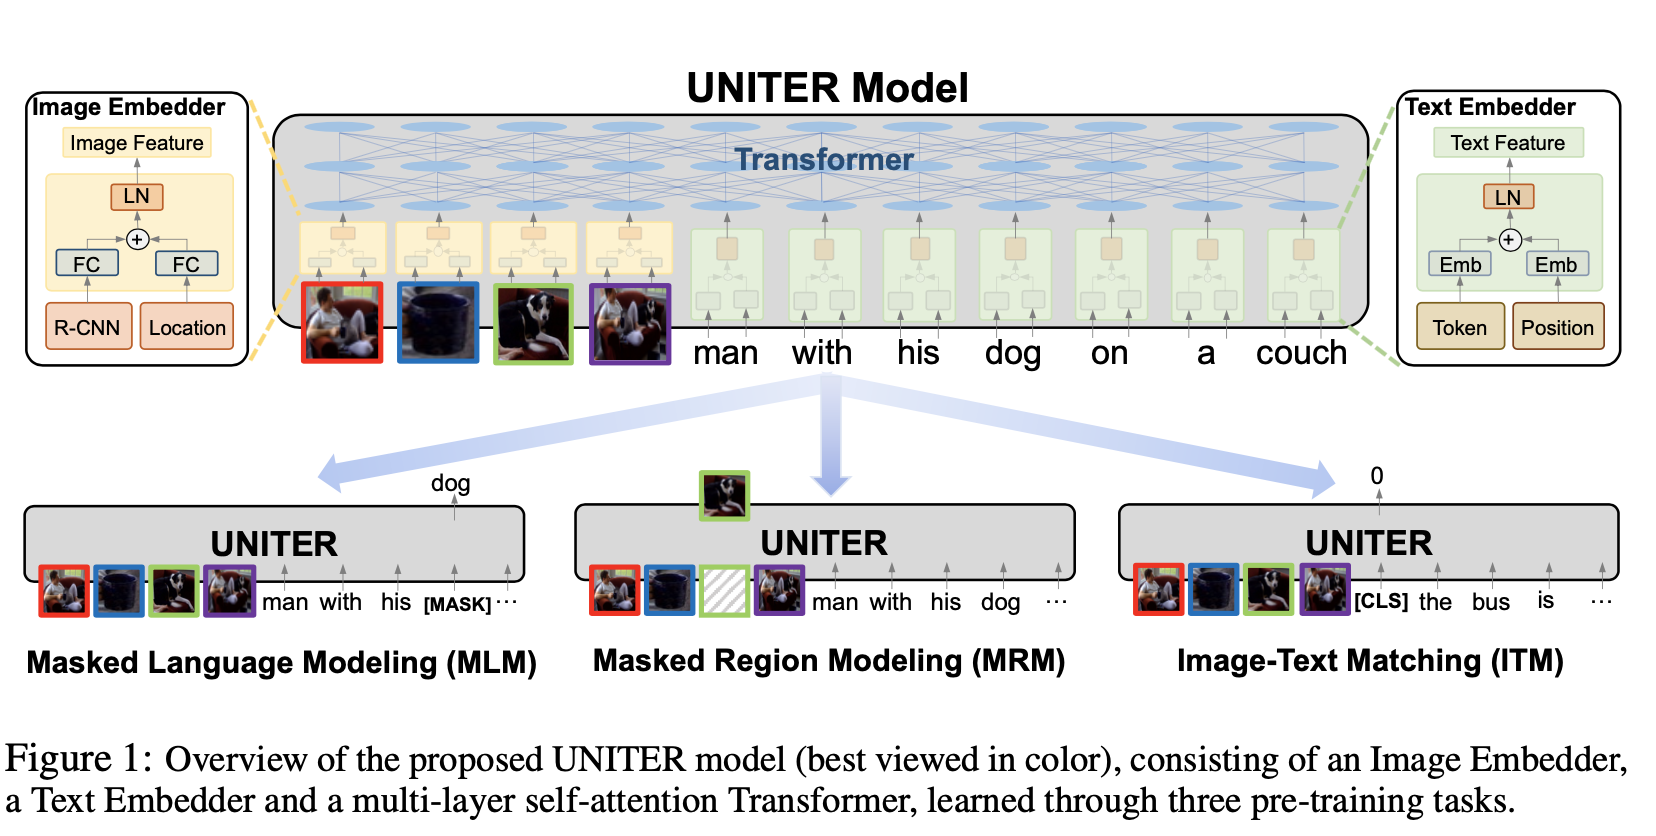 UNITER Model
Image Embedder
Image Feature
LN
+
FC FC
R-CNN Location
Transformer
man with his dog on a couch
Text Embedder
Text Feature
LN
+
Emb Emb
Token Position
dog
UNITER
man with his [MASK] ...
Masked Language Modeling (MLM)
UNITER
man with his dog ...
Masked Region Modeling (MRM)
0
UNITER
[CLS] the bus is ...
Image-Text Matching (ITM)
Figure 1: Overview of the proposed UNITER model (best viewed in color), consisting of an Image Embedder,
a Text Embedder and a multi-layer self-attention Transformer, learned through three pre-training tasks.